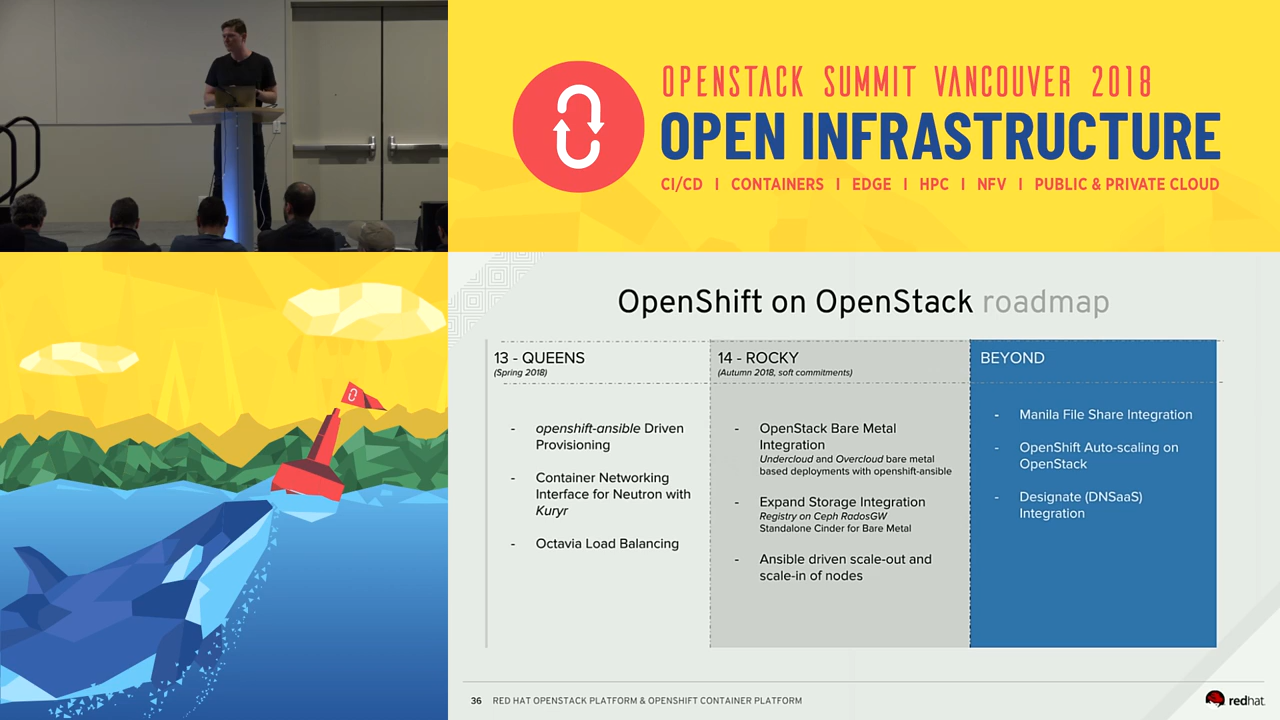 OPENSTACK SUMMIT VANCOUVER 2018
OPEN INFRASTRUCTURE
CI/CD | CONTAINERS | EDGE | HPC | NFV | PUBLIC & PRIVATE CLOUD
OpenShift on OpenStack roadmap
13 - QUEENS
(Spring 2018)
- openshift-ansible Driven
Provisioning
- Container Networking
Interface for Neutron with
Kuryr
- Octavia Load Balancing
14 - ROCKY
(Autumn 2018, soft commitments)
- OpenStack Bare Metal
Integration
Undercloud and Overcloud bare metal
based deployments with openshift-ansible
- Expand Storage Integration
Registry on Ceph RadosGW
Standalone Cinder for Bare Metal
- Ansible driven scale-out and
scale-in of nodes
BEYOND
- Manila File Share Integration
- OpenShift Auto-scaling on
OpenStack
- Designate (DNSaaS)
Integration
36 RED HAT OPENSTACK PLATFORM & OPENSHIFT CONTAINER PLATFORM
redhat.